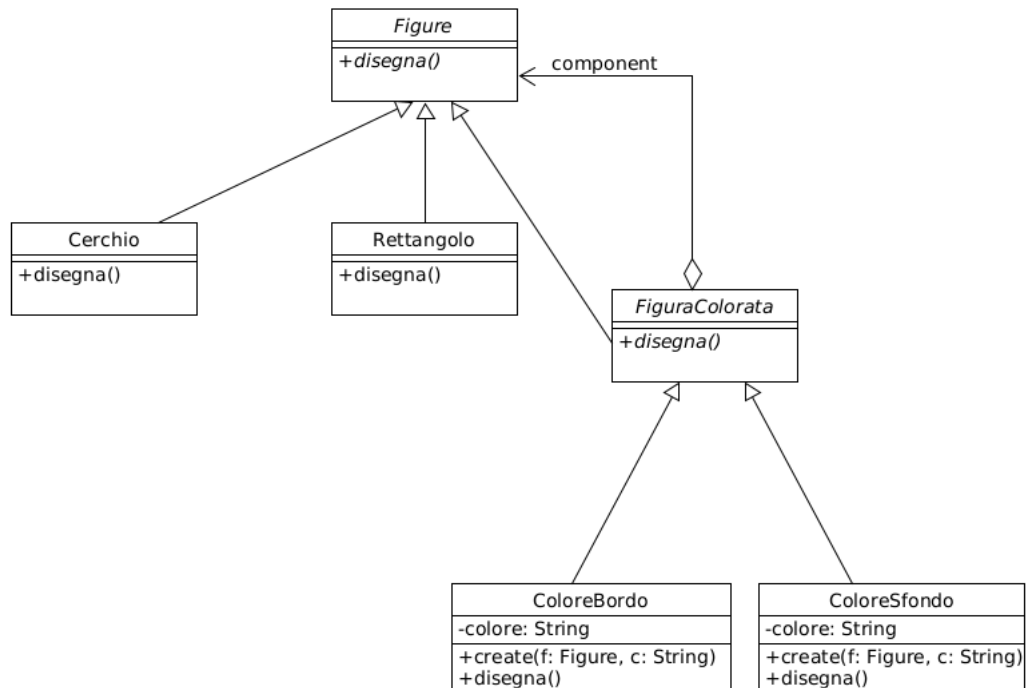 Figure
+disegna()
component
Cerchio
+disegna()
Rettangolo
+disegna()
FiguraColorata
+disegna()
ColoreBordo
-colore: String
+create(f: Figure, c: String)
+disegna()
ColoreSfondo
-colore: String
+create(f: Figure, c: String)
+disegna()